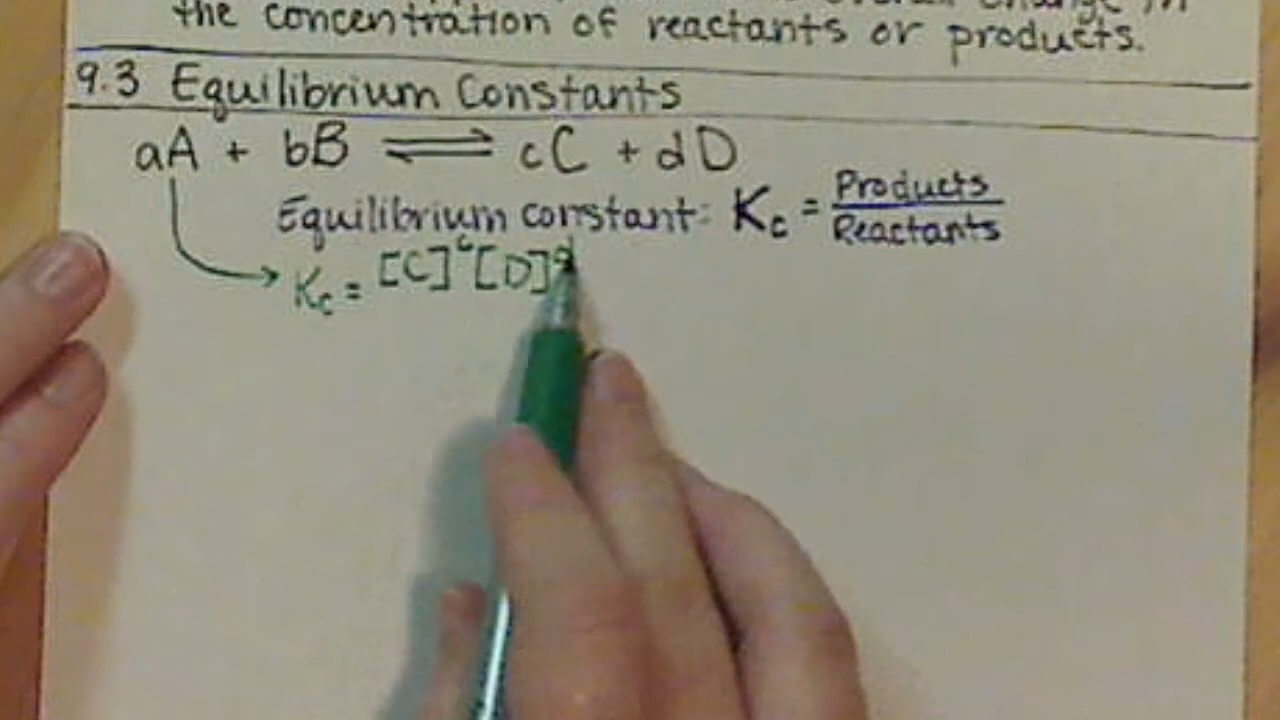 the concentration of reactants or products.
9.3 Equilibrium Constants
aA + bB ⇌ cC + dD
Equilibrium constant: Kc = Products
Reactants
Kc = [C]^c [D]^d